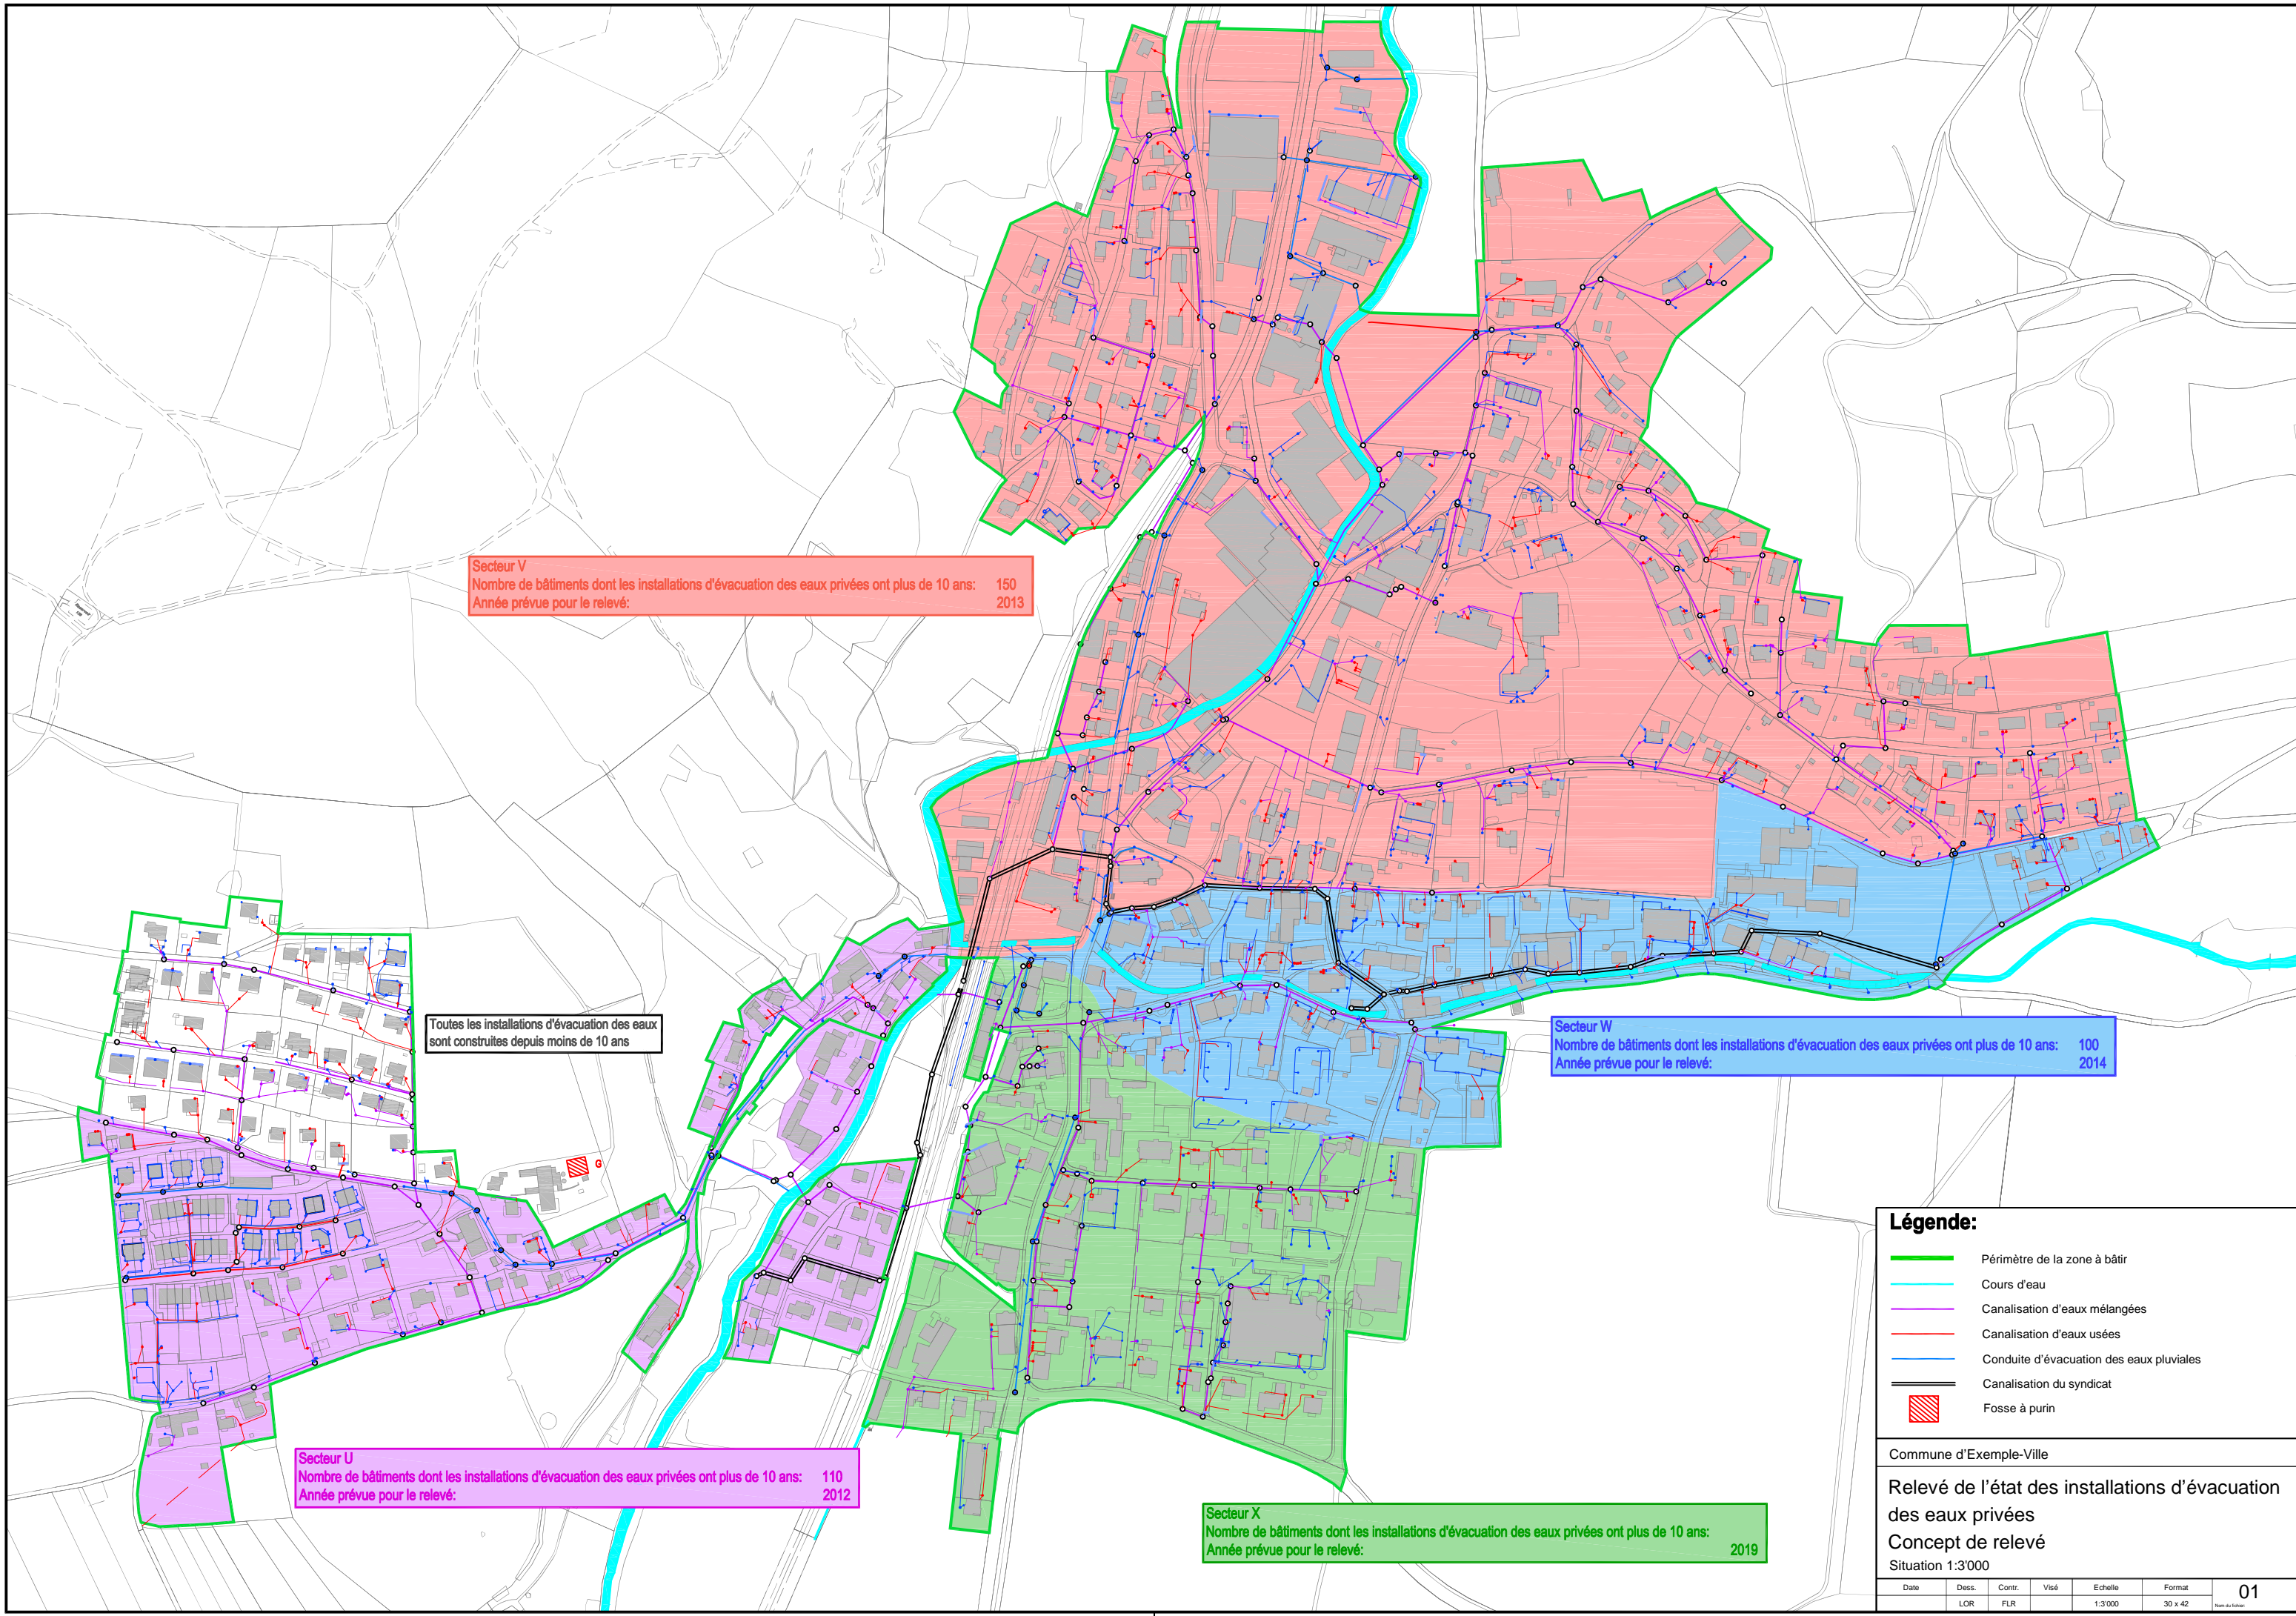 Secteur V
Nombre de bâtiments dont les installations d'évacuation des eaux privées ont plus de 10 ans: 150
Année prévue pour le relevé: 2013
Toutes les installations d'évacuation des eaux
sont construites depuis moins de 10 ans
G
Secteur W
Nombre de bâtiments dont les installations d'évacuation des eaux privées ont plus de 10 ans: 100
Année prévue pour le relevé: 2014
Secteur U
Nombre de bâtiments dont les installations d'évacuation des eaux privées ont plus de 10 ans: 110
Année prévue pour le relevé: 2012
Secteur X
Nombre de bâtiments dont les installations d'évacuation des eaux privées ont plus de 10 ans:
Année prévue pour le relevé: 2019
Légende:
Périmètre de la zone à bâtir
Cours d'eau
Canalisation d'eaux mélangées
Canalisation d'eaux usées
Conduite d'évacuation des eaux pluviales
Canalisation du syndicat
Fosse à purin
Commune d'Exemple-Ville
Relevé de l'état des installations d'évacuation
des eaux privées
Concept de relevé
Situation 1:3'000
Date Dess. Contr. Visé Echelle Format 01
LOR FLR 1:3'000 30 x 42 Nom du fichier